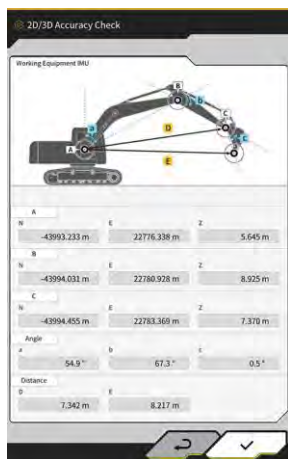 2D/3D Accuracy Check
Working Equipment IMU
B
b
C
c
a
D
A
E
A
N E Z
-43993.233 m 22776.338 m 5.645 m
B
N E Z
-43994.031 m 22780.928 m 8.925 m
C
N E Z
-43994.455 m 22783.369 m 7.370 m
Angle
a b c
54.9 ° 67.3 ° 0.5 °
Distance
D E
7.342 m 8.217 m